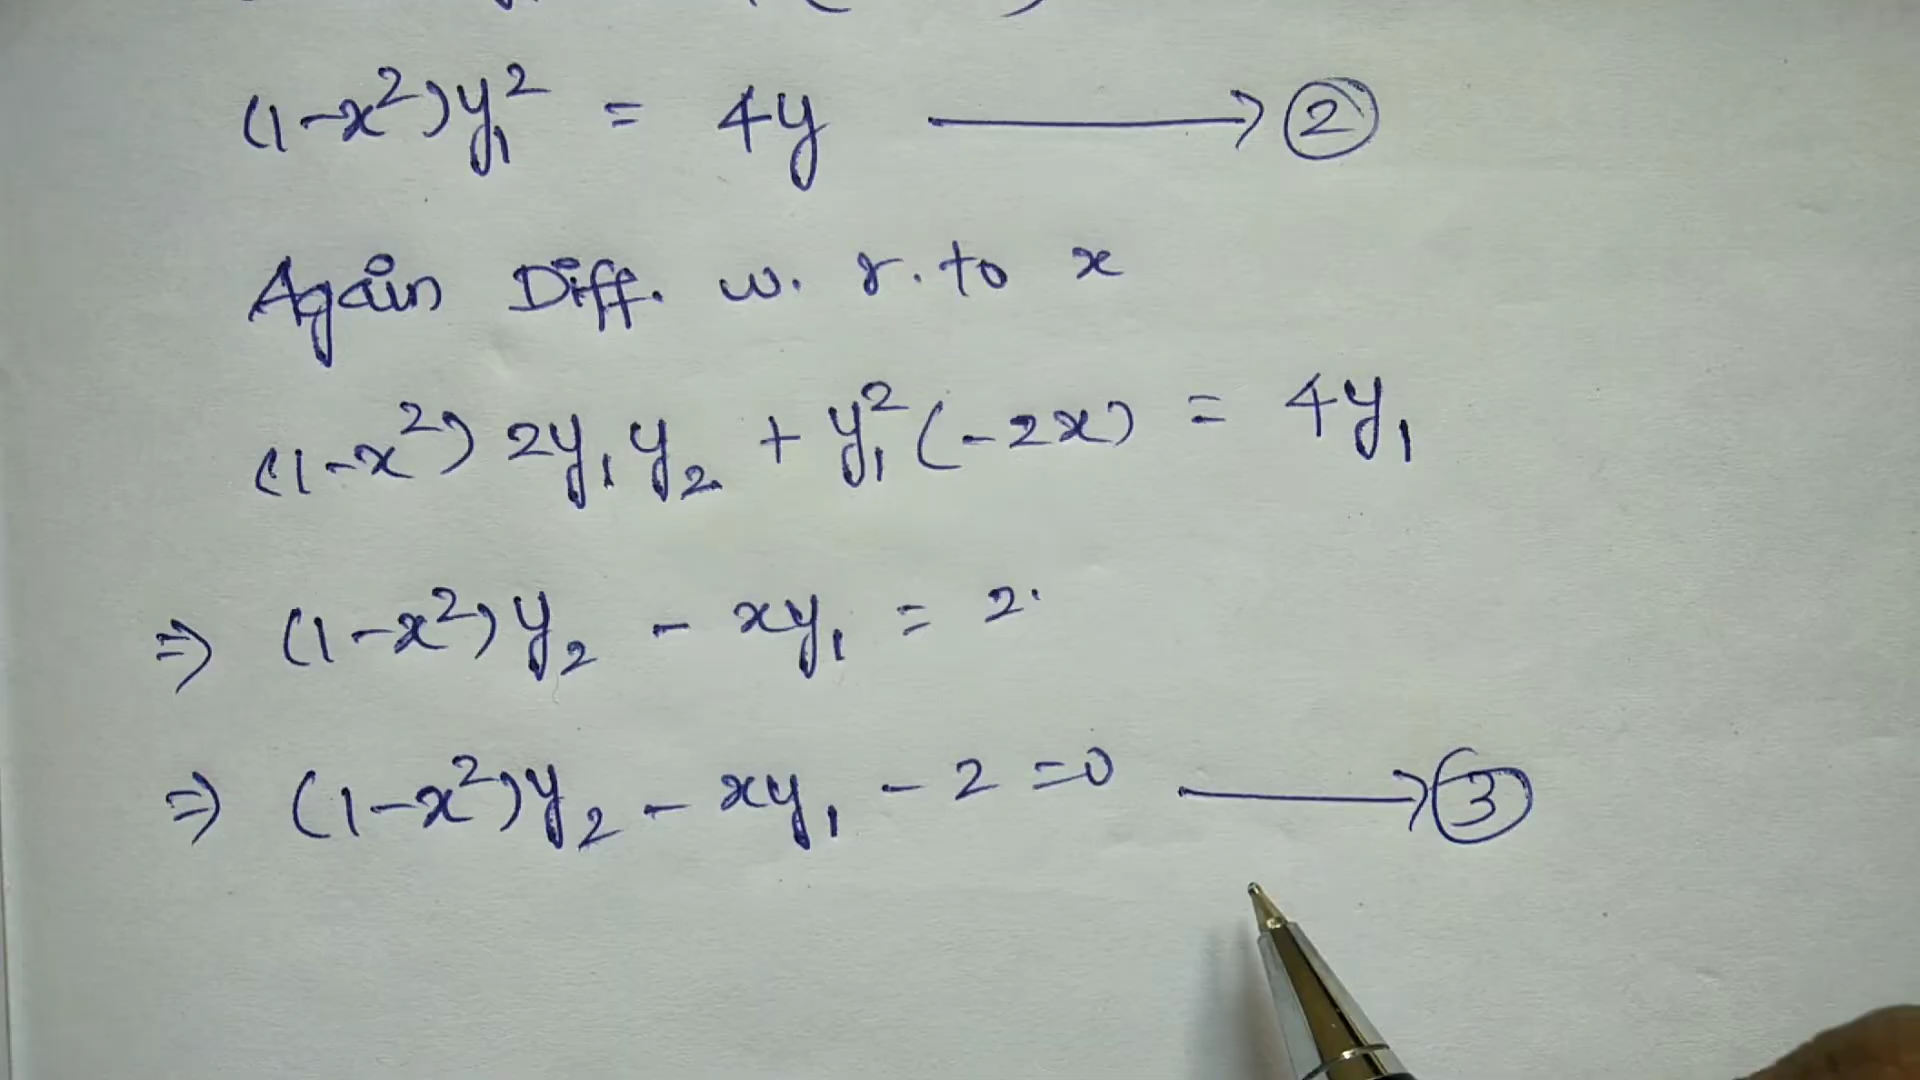 (1-x²)y₁² = 4y ⟶ ②
Again Diff. w. r. to x
(1-x²) 2y₁y₂ + y₁²(-2x) = 4y₁
⇒ (1-x²)y₂ - xy₁ = 2.
⇒ (1-x²)y₂ - xy₁ - 2 = 0 ⟶ ③